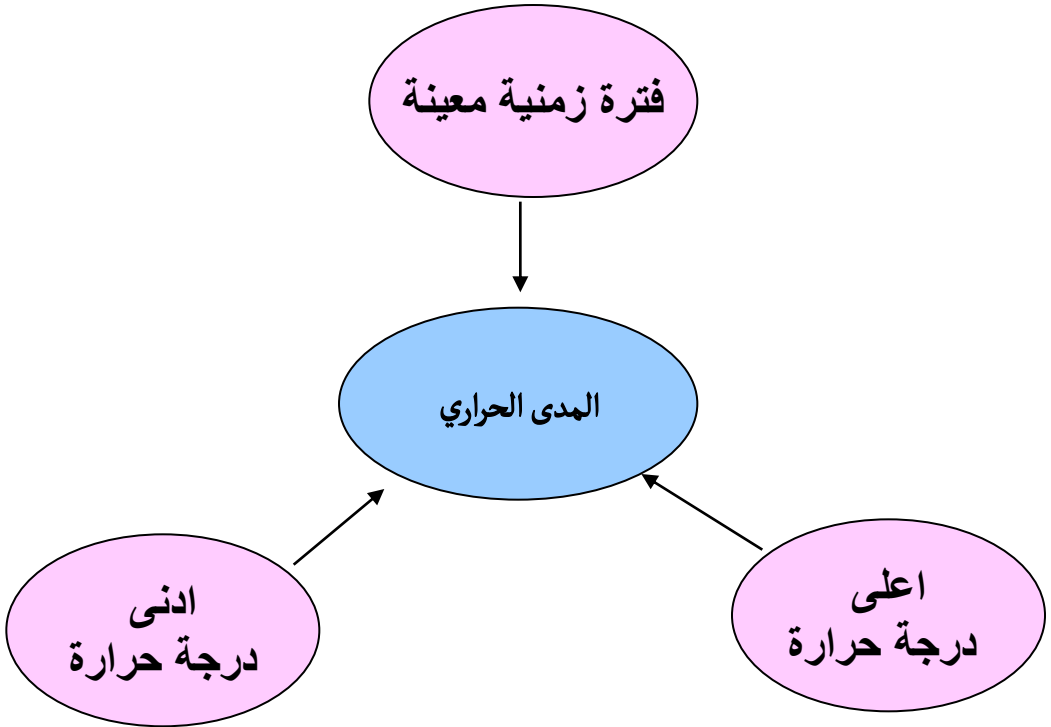 فترة زمنية معينة
المدى الحراري
اعلى
درجة حرارة
ادنى
درجة حرارة